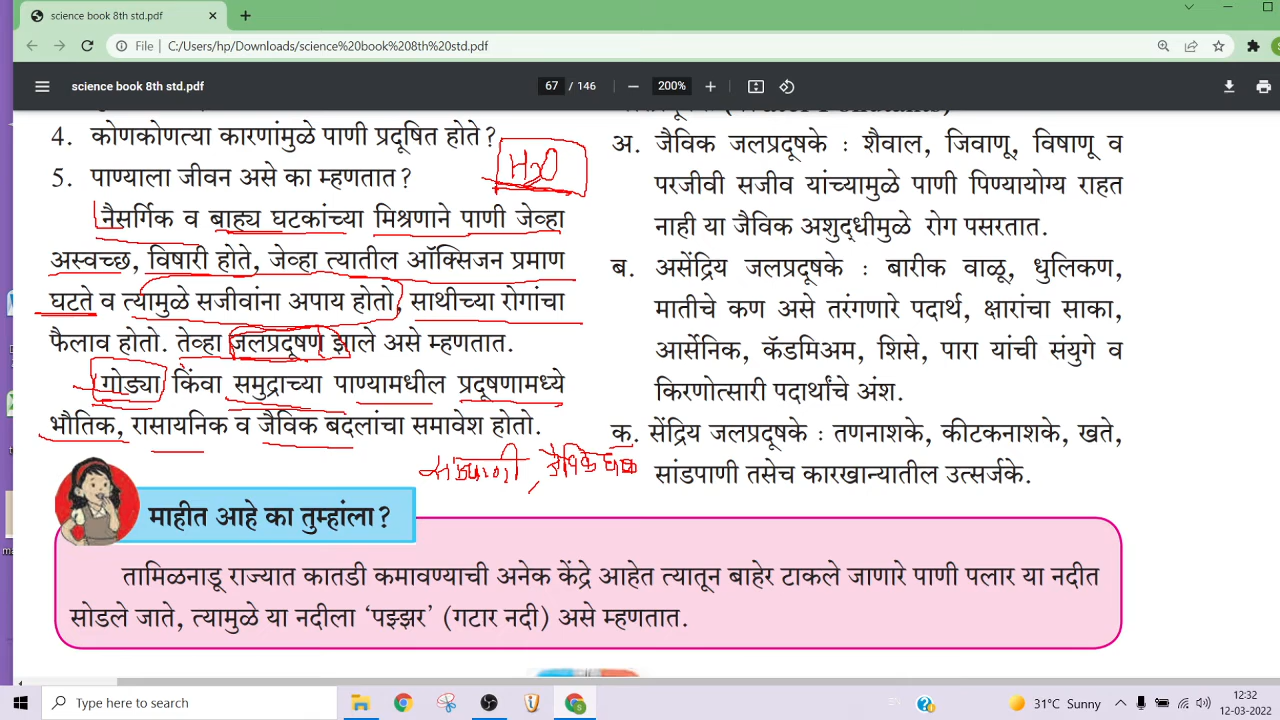 science book 8th std.pdf
File C:/Users/hp/Downloads/science%20book%208th%20std.pdf
science book 8th std.pdf
67 / 146
200%
4. कोणकोणत्या कारणांमुळे पाणी प्रदूषित होते?
H2O
5. पाण्याला जीवन असे का म्हणतात?
नैसर्गिक व बाह्य घटकांच्या मिश्रणाने पाणी जेव्हा
अस्वच्छ, विषारी होते, जेव्हा त्यातील ऑक्सिजन प्रमाण
घटते व त्यामुळे सजीवांना अपाय होतो, साथीच्या रोगांचा
फैलाव होतो. तेव्हा जलप्रदूषण झाले असे म्हणतात.
गोड्या किंवा समुद्राच्या पाण्यामधील प्रदूषणामध्ये
भौतिक, रासायनिक व जैविक बदलांचा समावेश होतो.
सांडपाणी, जैविक
अ. जैविक जलप्रदूषके : शैवाल, जिवाणू, विषाणू व
परजीवी सजीव यांच्यामुळे पाणी पिण्यायोग्य राहत
नाही या जैविक अशुद्धीमुळे रोग पसरतात.
ब. असेंद्रिय जलप्रदूषके : बारीक वाळू, धुलिकण,
मातीचे कण असे तरंगणारे पदार्थ, क्षारांचा साका,
आर्सेनिक, कॅडमिअम, शिसे, पारा यांची संयुगे व
किरणोत्सारी पदार्थांचे अंश.
क. सेंद्रिय जलप्रदूषके : तणनाशके, कीटकनाशके, खते,
सांडपाणी तसेच कारखान्यातील उत्सर्जके.
माहीत आहे का तुम्हांला?
तामिळनाडू राज्यात कातडी कमावण्याची अनेक केंद्रे आहेत त्यातून बाहेर टाकले जाणारे पाणी पलार या नदीत
सोडले जाते, त्यामुळे या नदीला ‘पइझर’ (गटार नदी) असे म्हणतात.
Type here to search
31°C Sunny
12:32
12-03-2022